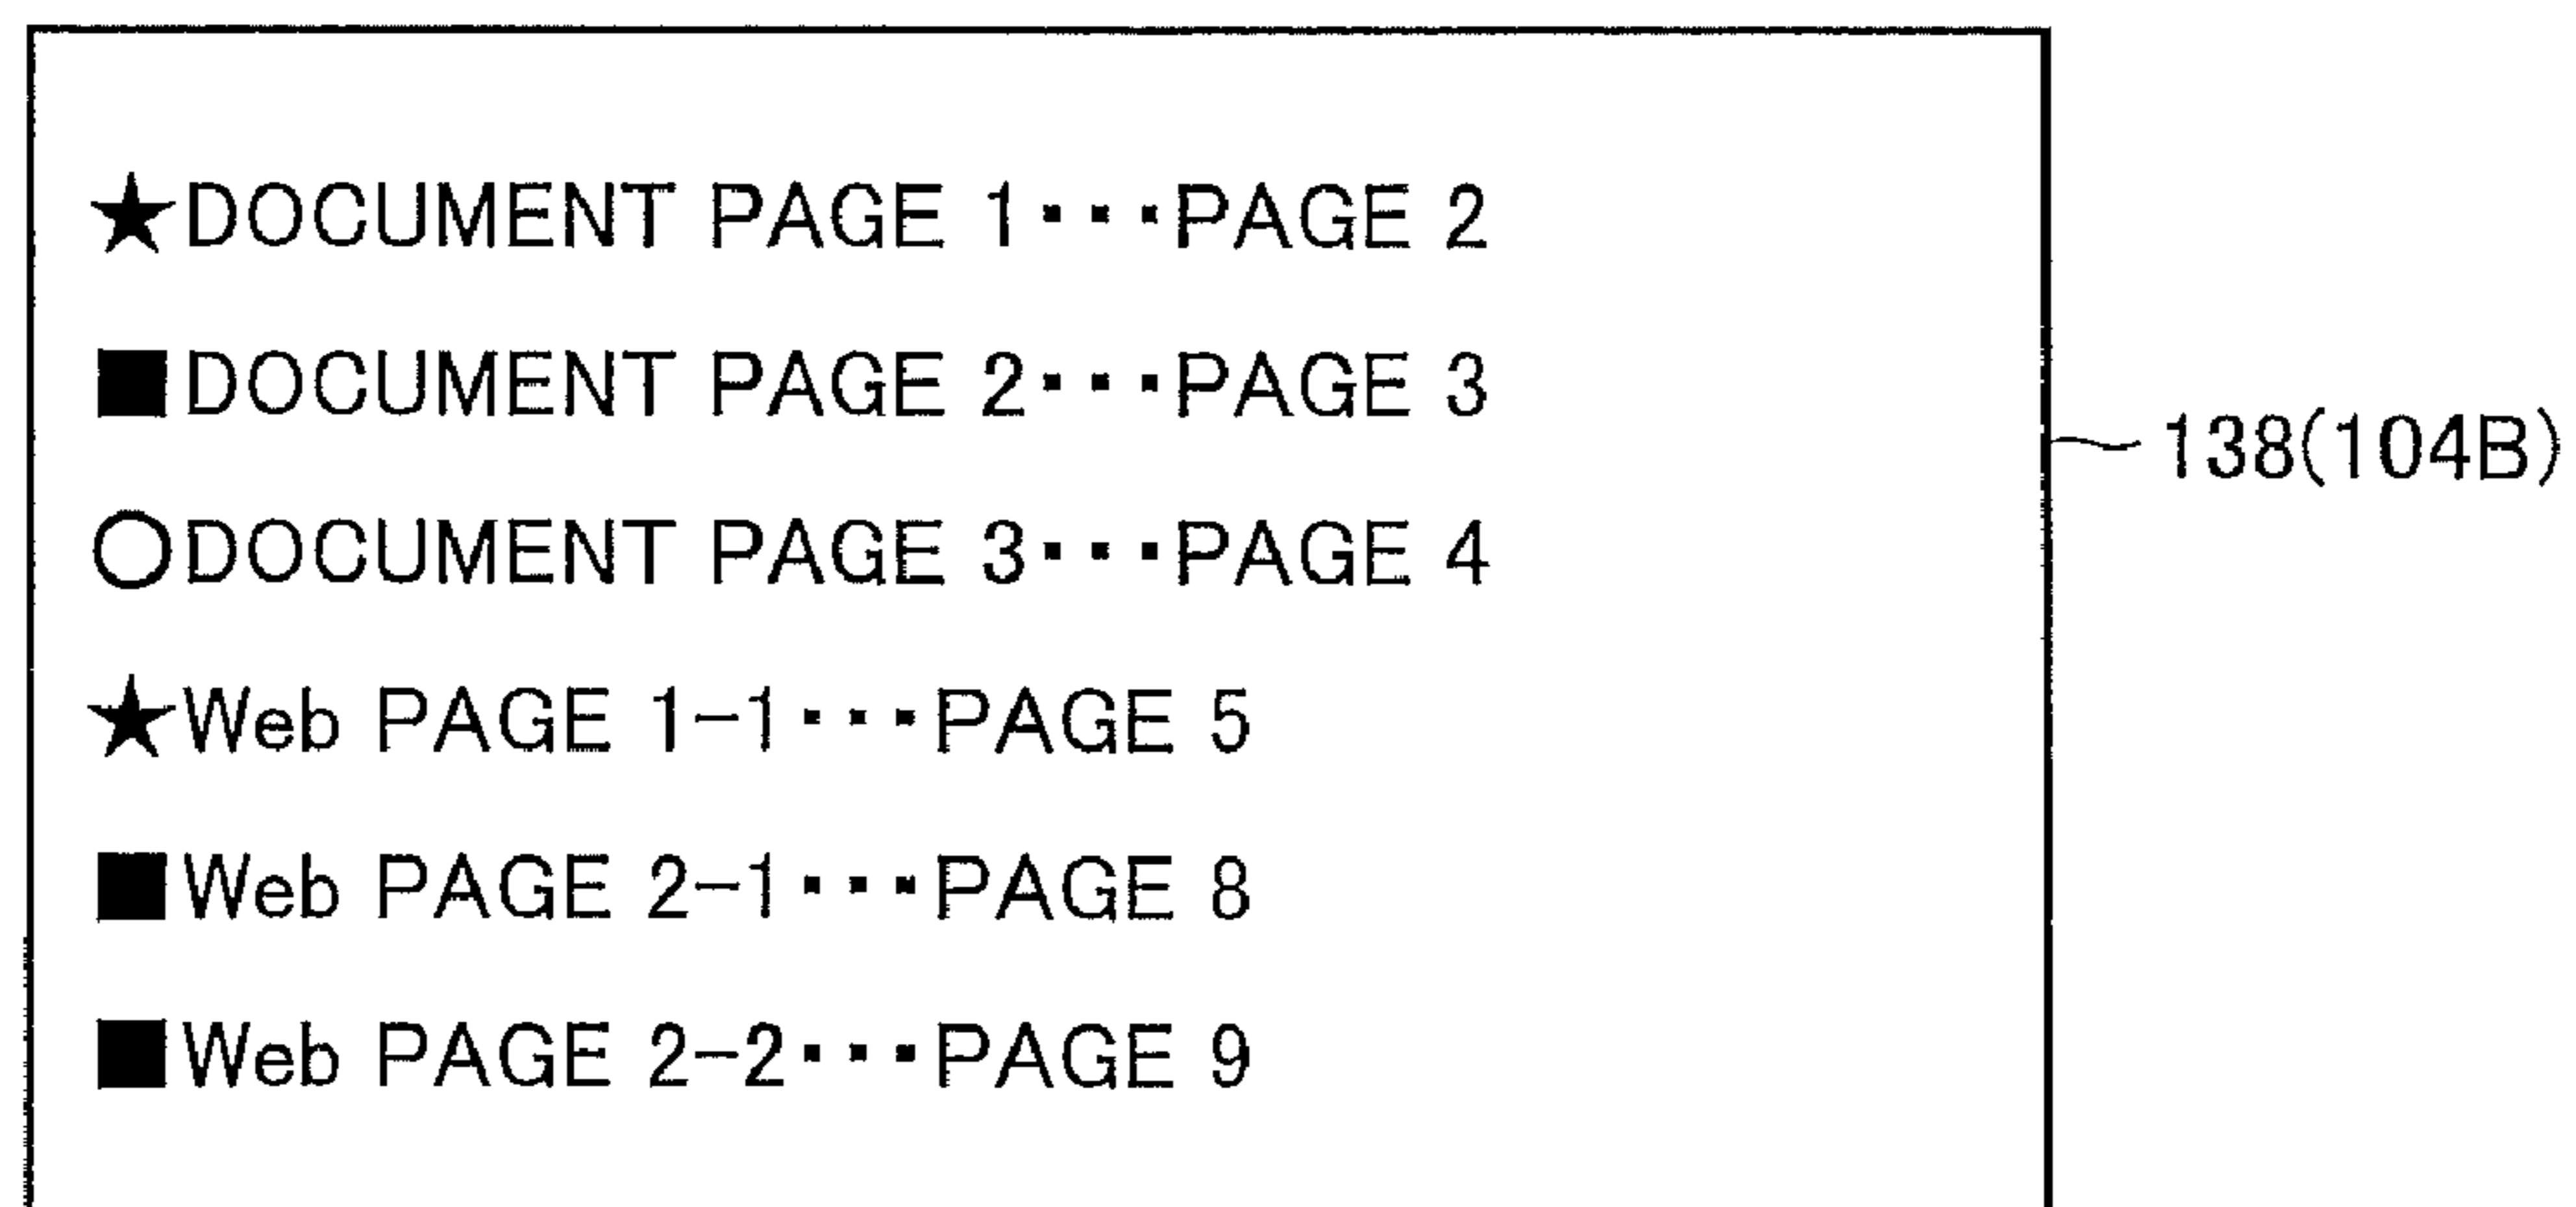 ★DOCUMENT PAGE 1・・・PAGE 2
■DOCUMENT PAGE 2・・・PAGE 3
○DOCUMENT PAGE 3・・・PAGE 4
★Web PAGE 1-1・・・PAGE 5
■Web PAGE 2-1・・・PAGE 8
■Web PAGE 2-2・・・PAGE 9
138(104B)